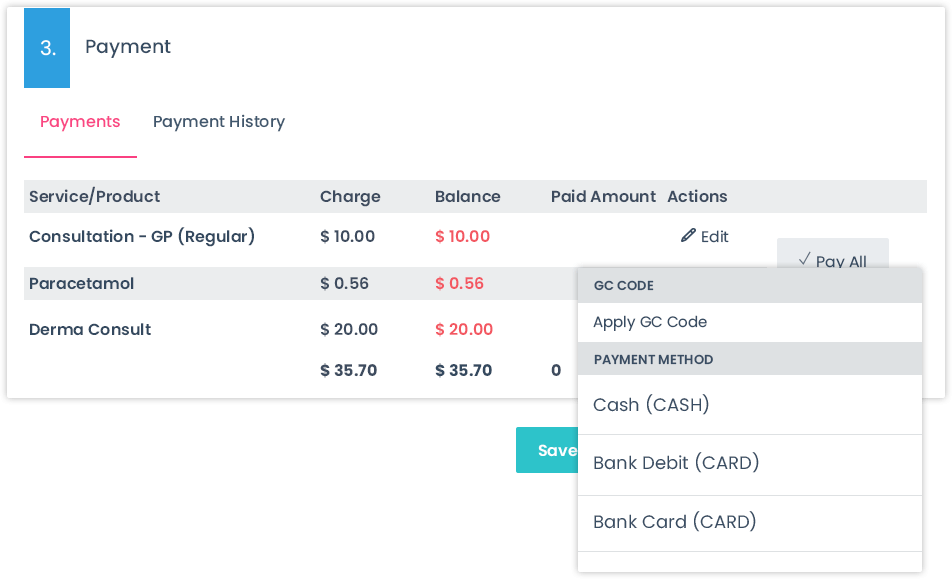 3. Payment
Payments Payment History
Service/Product Charge Balance Paid Amount Actions
Consultation - GP (Regular) $ 10.00 $ 10.00 Edit
Pay All
Paracetamol $ 0.56 $ 0.56
GC CODE
Apply GC Code
Derma Consult $ 20.00 $ 20.00
PAYMENT METHOD
$ 35.70 $ 35.70 0
Cash (CASH)
Save
Bank Debit (CARD)
Bank Card (CARD)